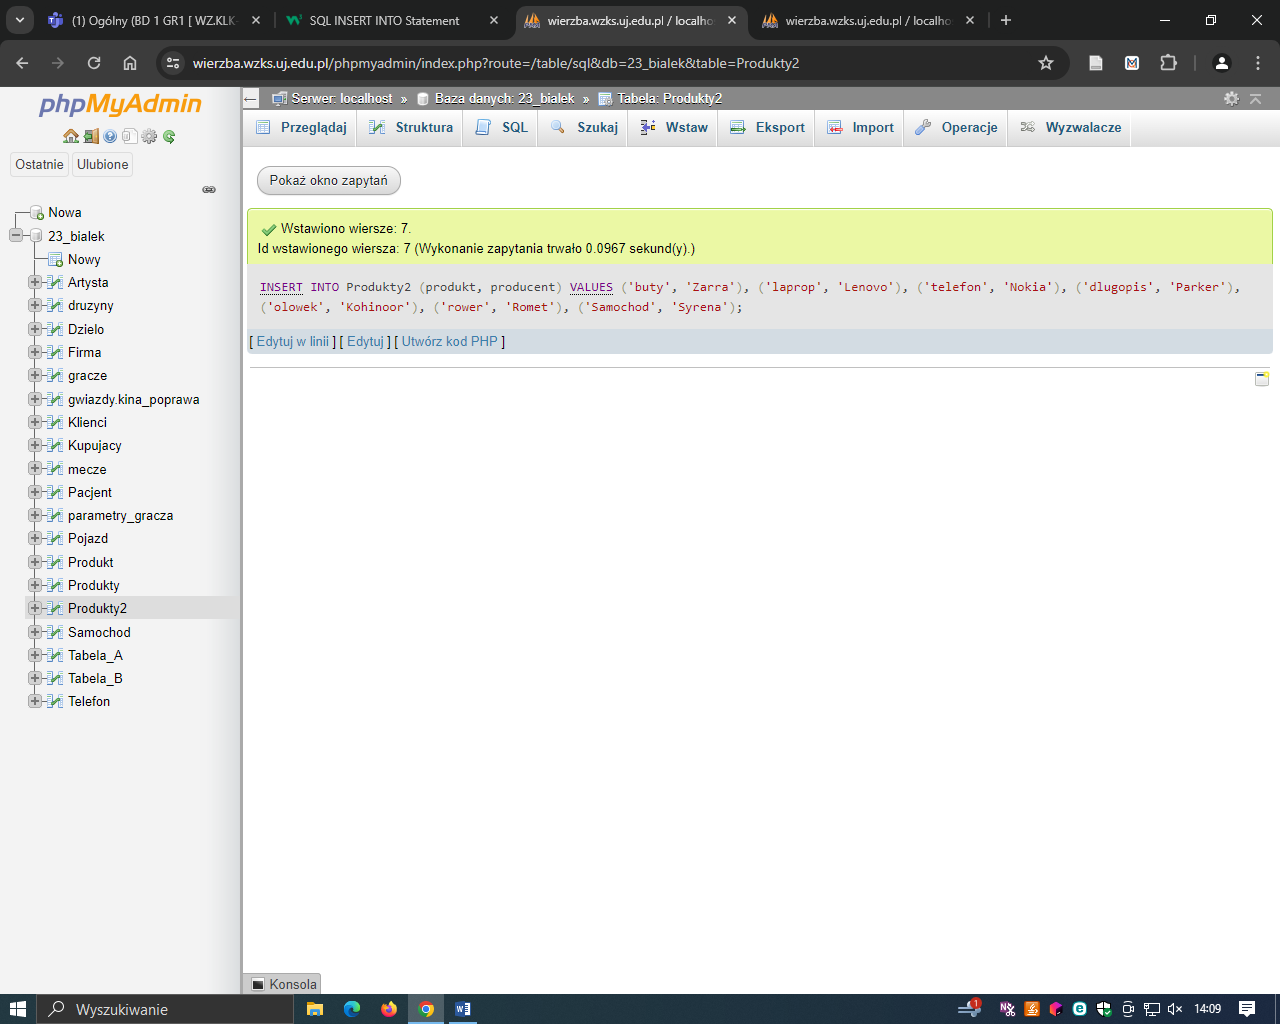 (1) Ogólny (BD 1 GR1 [ WZ.KLK
SQL INSERT INTO Statement
wierzba.wzks.uj.edu.pl / localho
wierzba.wzks.uj.edu.pl / localho
wierzba.wzks.uj.edu.pl/phpmyadmin/index.php?route=/table/sql&db=23_bialek&table=Produkty2
phpMyAdmin
Ostatnie Ulubione
Nowa
23_bialek
Nowy
Artysta
druzyny
Dzielo
Firma
gracze
gwiazdy.kina_poprawa
Klienci
Kupujacy
mecze
Pacjent
parametry_gracza
Pojazd
Produkt
Produkty
Produkty2
Samochod
Tabela_A
Tabela_B
Telefon
Serwer: localhost » Baza danych: 23_bialek » Tabela: Produkty2
Przeglądaj Struktura SQL Szukaj Wstaw Eksport Import Operacje Wyzwalacze
Pokaż okno zapytań
Wstawiono wiersze: 7.
Id wstawionego wiersza: 7 (Wykonanie zapytania trwało 0.0967 sekund(y).)
INSERT INTO Produkty2 (produkt, producent) VALUES ('buty', 'Zarra'), ('laprop', 'Lenovo'), ('telefon', 'Nokia'), ('dlugopis', 'Parker'),
('olowek', 'Kohinoor'), ('rower', 'Romet'), ('Samochod', 'Syrena');
[ Edytuj w linii ] [ Edytuj ] [ Utwórz kod PHP ]
Konsola
Wyszukiwanie
1
14:09